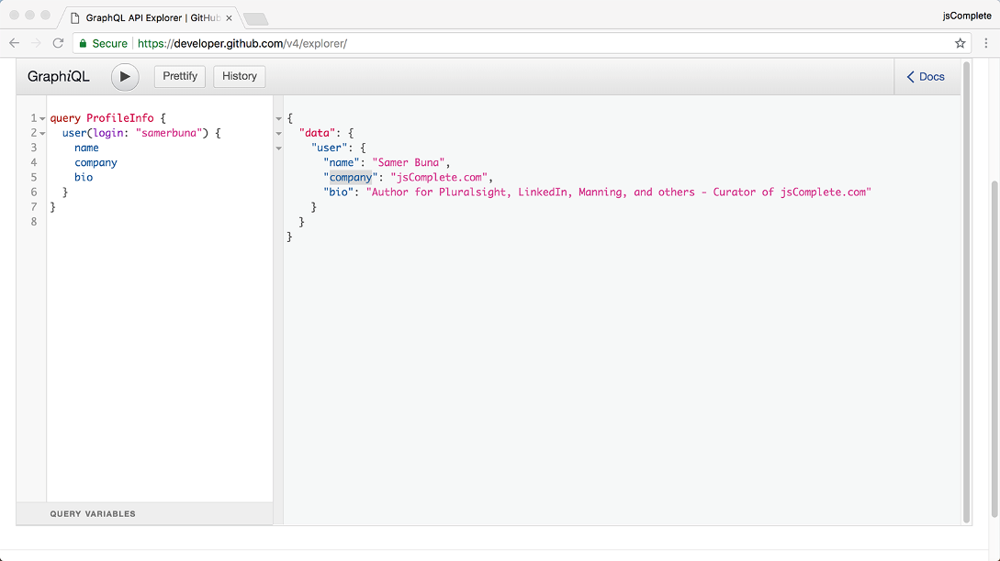 GraphQL API Explorer | GitHub
jsComplete
Secure https://developer.github.com/v4/explorer/
GraphiQL Prettify History Docs
1 query ProfileInfo {
2 user(login: "samerbuna") {
3 name
4 company
5 bio
6 }
7 }
8
{
"data": {
"user": {
"name": "Samer Buna",
"company": "jsComplete.com",
"bio": "Author for Pluralsight, LinkedIn, Manning, and others - Curator of jsComplete.com"
}
}
}
QUERY VARIABLES